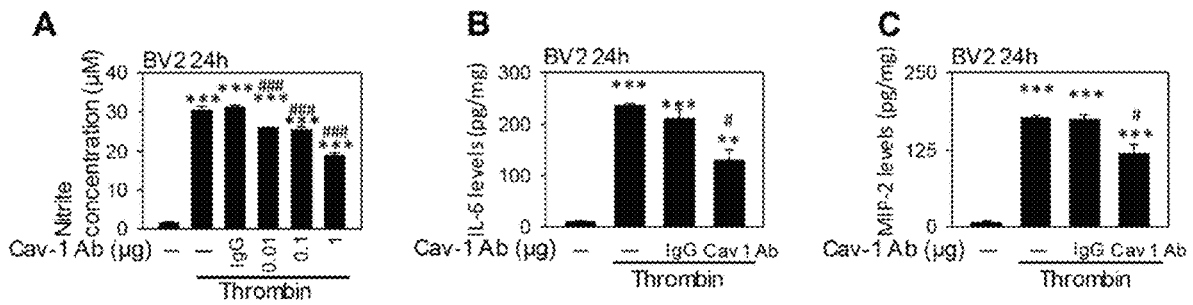 A
BV2 24h
Nitrite
concentration (µM)
40
30
20
10
0
***
***
###
***
###
***
###
***
Cav-1 Ab (µg)
—
—
IgG
0.01
0.1
1
Thrombin
B
BV2 24h
IL-6 levels (pg/mg)
300
200
100
0
***
***
#
**
Cav-1 Ab (µg)
—
—
IgG Cav 1 Ab
Thrombin
C
BV2 24h
MIP-2 levels (pg/mg)
250
125
0
***
***
#
***
Cav-1 Ab (µg)
—
—
IgG Cav 1 Ab
Thrombin